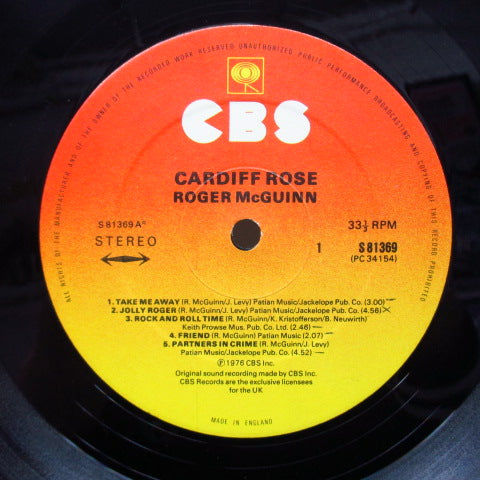 ALL RIGHTS OF THE MANUFACTURER AND OF THE OWNER OF THE RECORDED WORK RESERVED UNAUTHORIZED PUBLIC PERFORMANCE BROADCASTING AND COPYING OF THIS RECORD PROHIBITED
CBS
CARDIFF ROSE
ROGER McGUINN
S 81369 A°
STEREO
33⅓ RPM
1
S 81369
(PC 34154)
1. TAKE ME AWAY (R. McGuinn/J. Levy) Patian Music/Jackelope Pub. Co. (3.00)
2. JOLLY ROGER (R. McGuinn/J. Levy) Patian Music/Jackelope Pub. Co. (4.56)
3. ROCK AND ROLL TIME (R. McGuinn/K. Kristofferson/B. Neuwirth)
Keith Prowse Mus. Pub. Co. Ltd. (2.46)
4. FRIEND (R. McGuinn) Patian Music (2.07)
5. PARTNERS IN CRIME (R. McGuinn/J. Levy)
Patian Music/Jackelope Pub. Co. (4.52)
℗ 1976 CBS Inc.
Original sound recording made by CBS Inc.
CBS Records are the exclusive licensees
for the UK
MADE IN ENGLAND